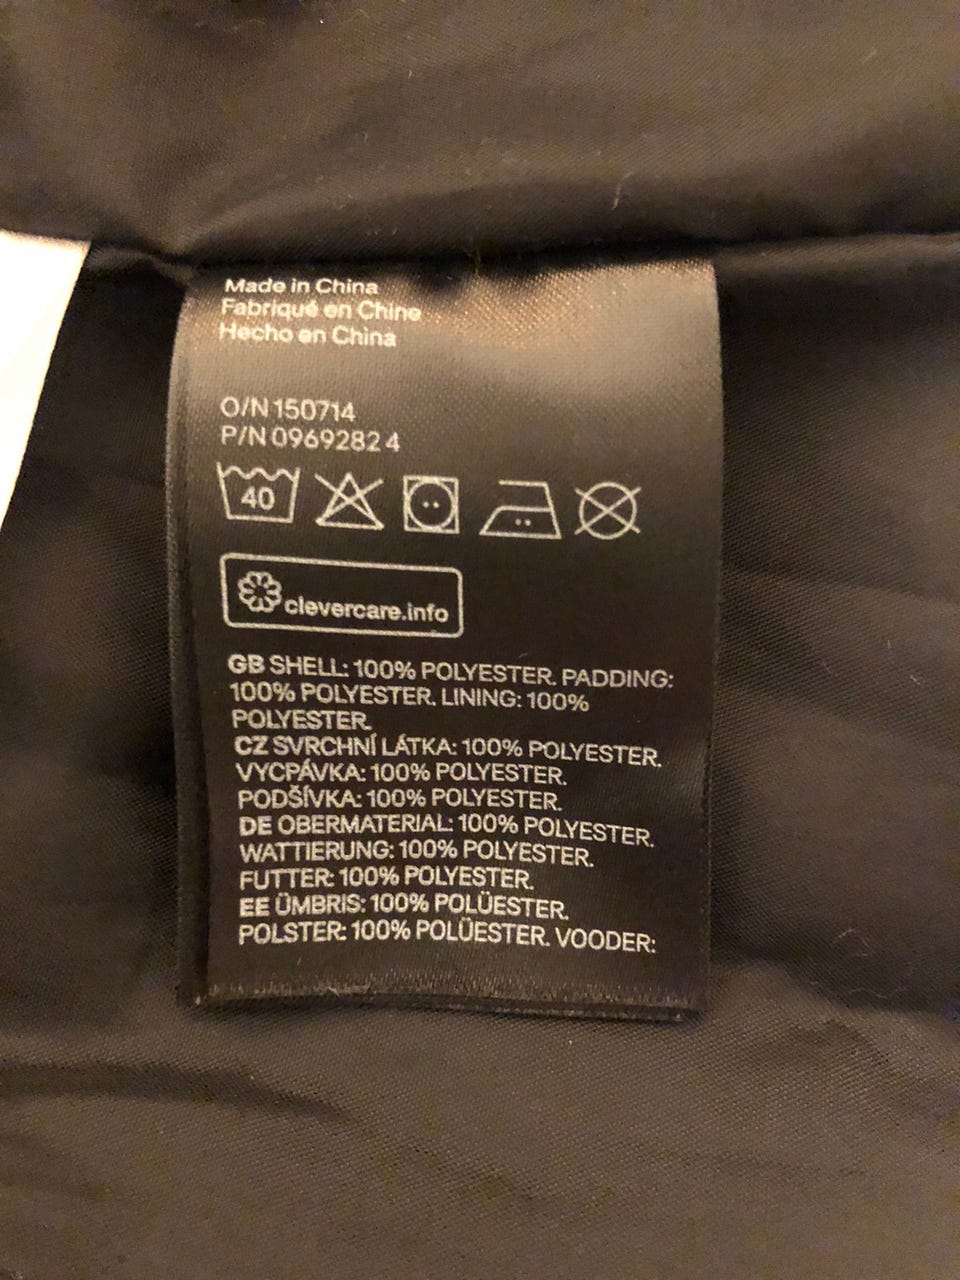 Made in China
Fabriqué en Chine
Hecho en China
O/N 150714
P/N 0969282 4
40
clevercare.info
GB SHELL: 100% POLYESTER. PADDING:
100% POLYESTER. LINING: 100%
POLYESTER.
CZ SVRCHNÍ LÁTKA: 100% POLYESTER.
VYCPÁVKA: 100% POLYESTER.
PODŠÍVKA: 100% POLYESTER.
DE OBERMATERIAL: 100% POLYESTER.
WATTIERUNG: 100% POLYESTER.
FUTTER: 100% POLYESTER.
EE ÜMBRIS: 100% POLÜESTER.
POLSTER: 100% POLÜESTER. VOODER: